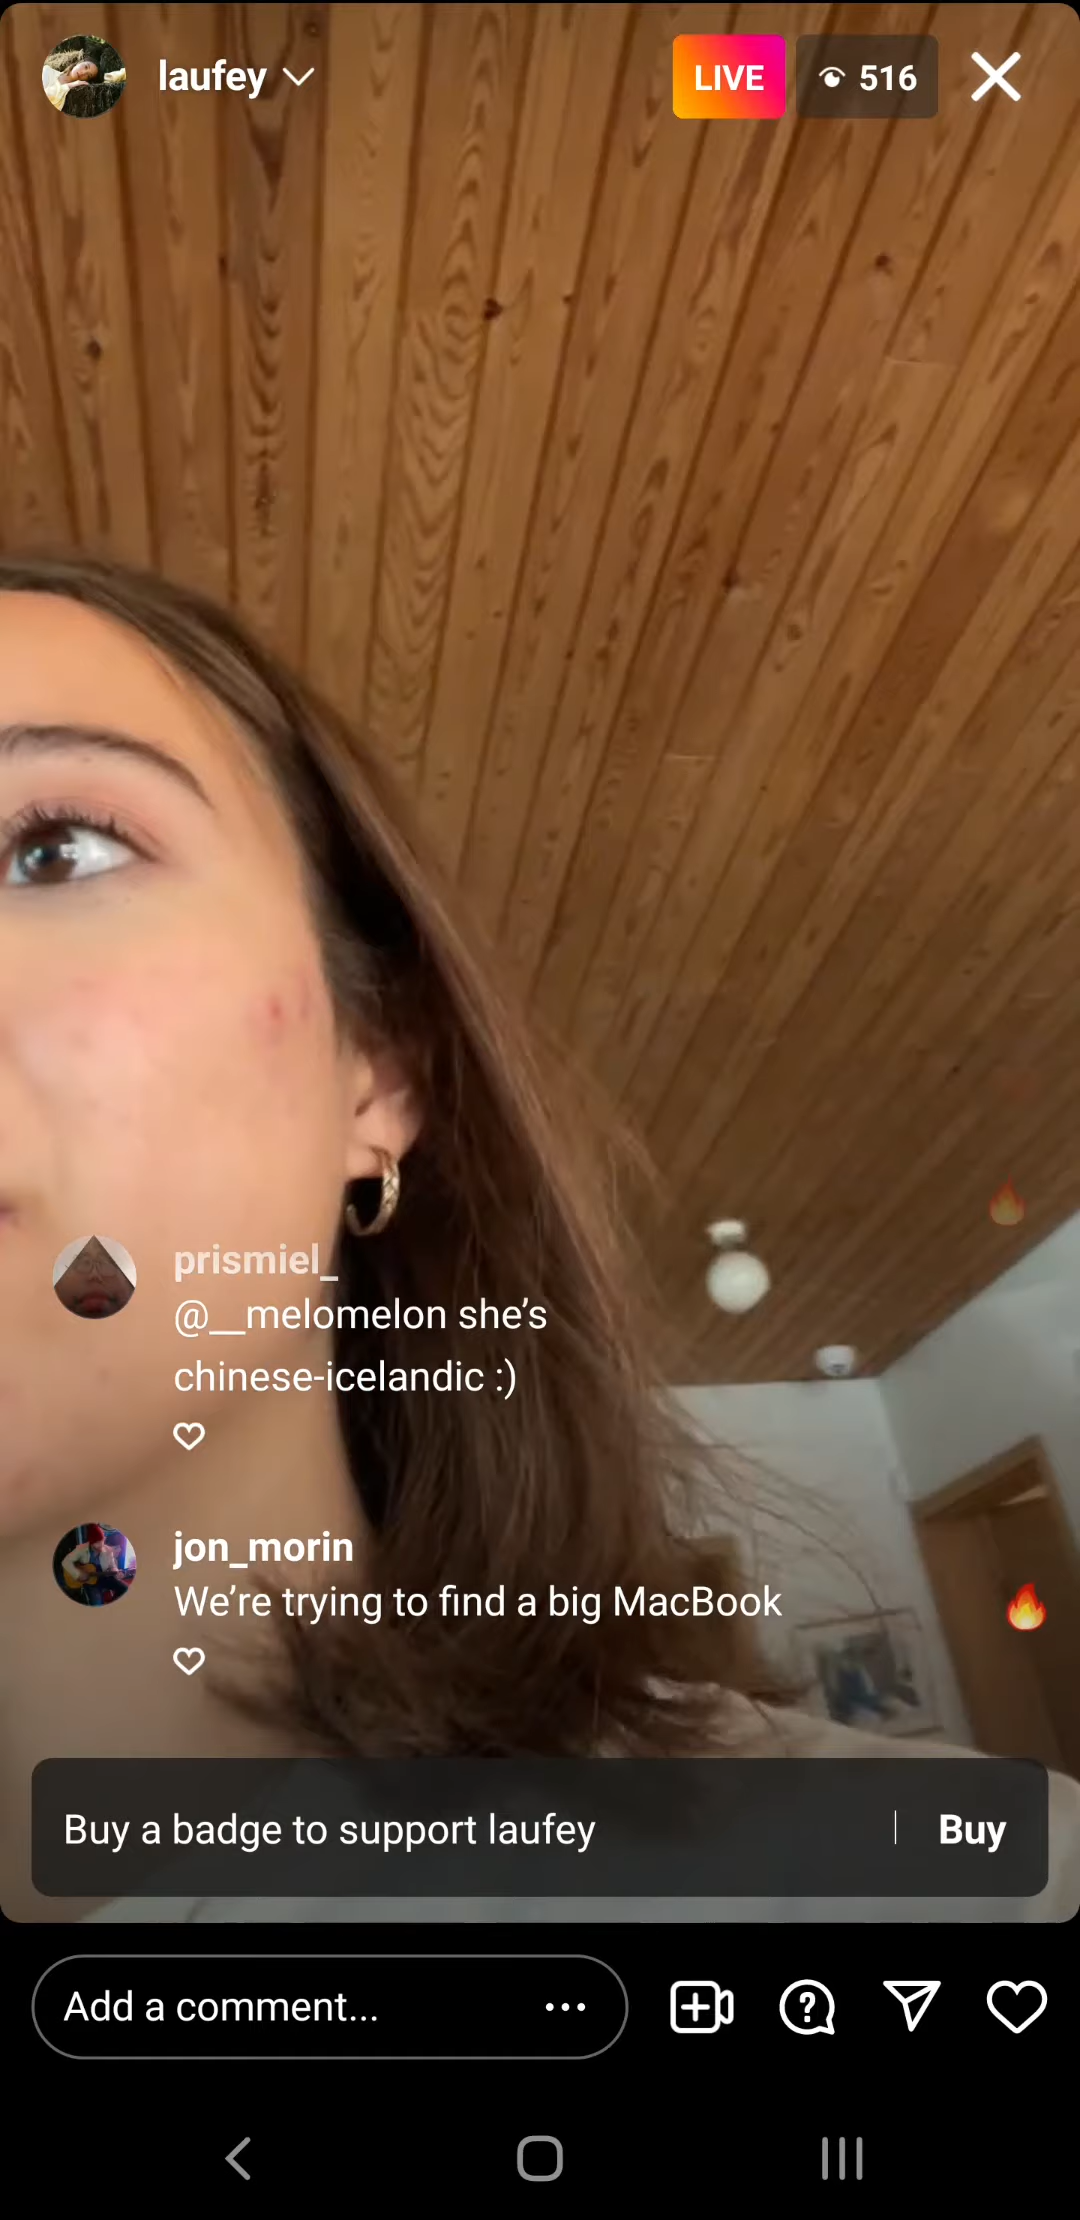 laufey
LIVE
516
prismiel_
@__melomelon she’s
chinese-icelandic :)
jon_morin
We’re trying to find a big MacBook
Buy a badge to support laufey
Buy
Add a comment...